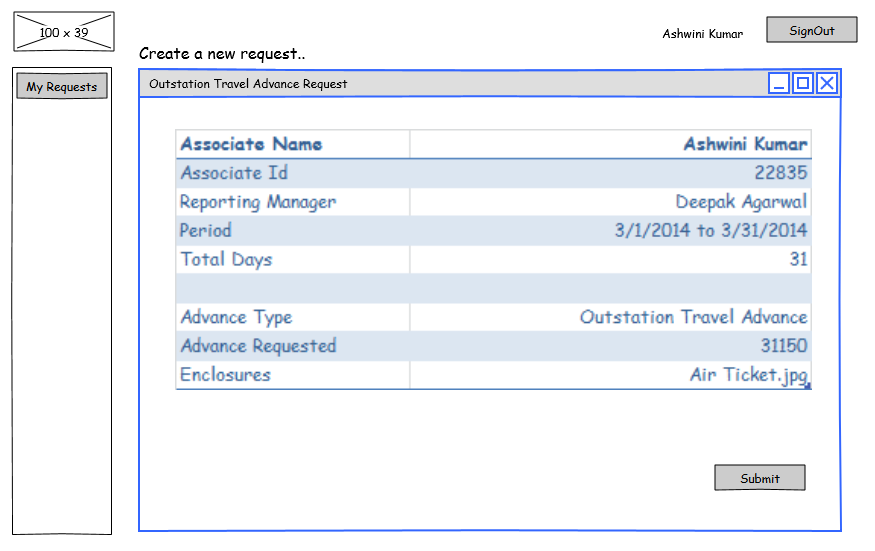 100 x 39
Ashwini Kumar
SignOut
Create a new request..
My Requests
Outstation Travel Advance Request
Associate Name Ashwini Kumar
Associate Id 22835
Reporting Manager Deepak Agarwal
Period 3/1/2014 to 3/31/2014
Total Days 31
Advance Type Outstation Travel Advance
Advance Requested 31150
Enclosures Air Ticket.jpg
Submit